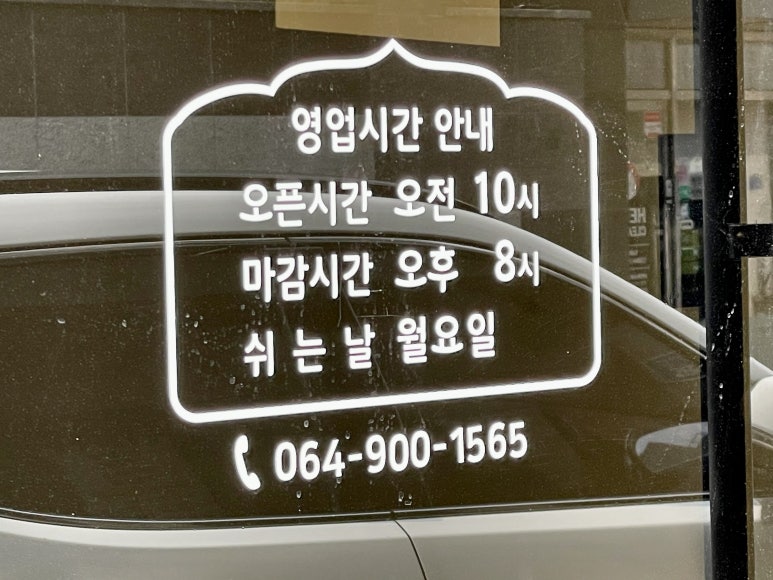 영업시간 안내
오픈시간 오전 10시
마감시간 오후 8시
쉬는날 월요일
064-900-1565